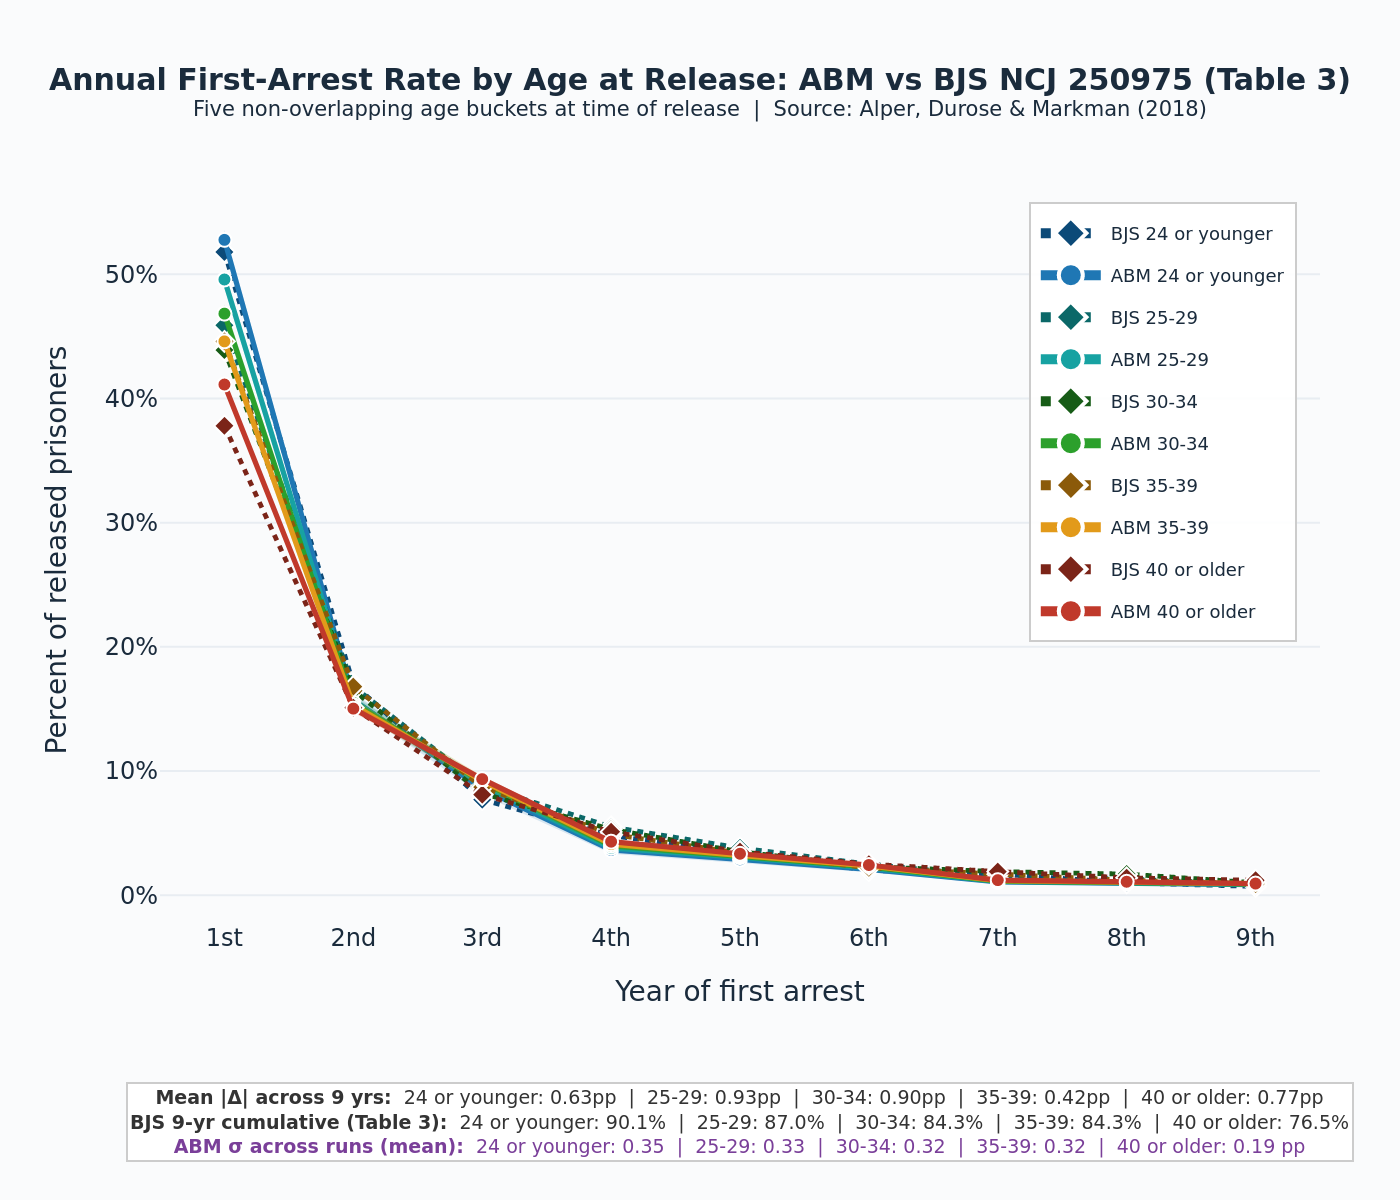 Annual First-Arrest Rate by Age at Release: ABM vs BJS NCJ 250975 (Table 3)
Five non-overlapping age buckets at time of release | Source: Alper, Durose & Markman (2018)
Percent of released prisoners
50%
40%
30%
20%
10%
0%
BJS 24 or younger
ABM 24 or younger
BJS 25-29
ABM 25-29
BJS 30-34
ABM 30-34
BJS 35-39
ABM 35-39
BJS 40 or older
ABM 40 or older
1st 2nd 3rd 4th 5th 6th 7th 8th 9th
Year of first arrest
Mean |Δ| across 9 yrs: 24 or younger: 0.63pp | 25-29: 0.93pp | 30-34: 0.90pp | 35-39: 0.42pp | 40 or older: 0.77pp
BJS 9-yr cumulative (Table 3): 24 or younger: 90.1% | 25-29: 87.0% | 30-34: 84.3% | 35-39: 84.3% | 40 or older: 76.5%
ABM σ across runs (mean): 24 or younger: 0.35 | 25-29: 0.33 | 30-34: 0.32 | 35-39: 0.32 | 40 or older: 0.19 pp